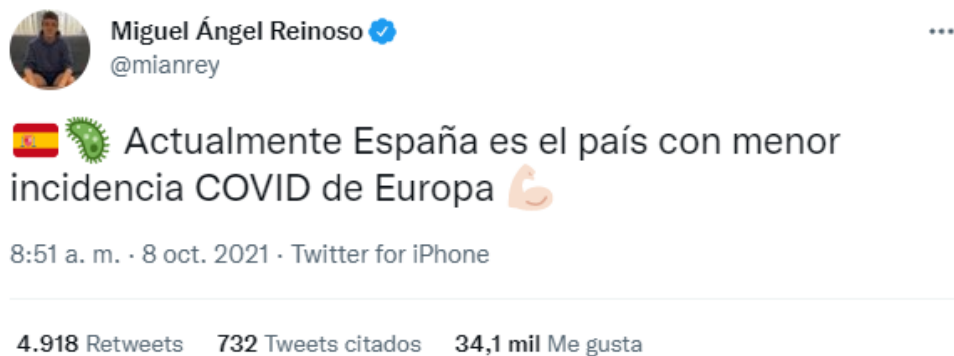 Miguel Ángel Reinoso
@mianrey
Actualmente España es el país con menor
incidencia COVID de Europa
8:51 a. m. · 8 oct. 2021 · Twitter for iPhone
4.918 Retweets 732 Tweets citados 34,1 mil Me gusta